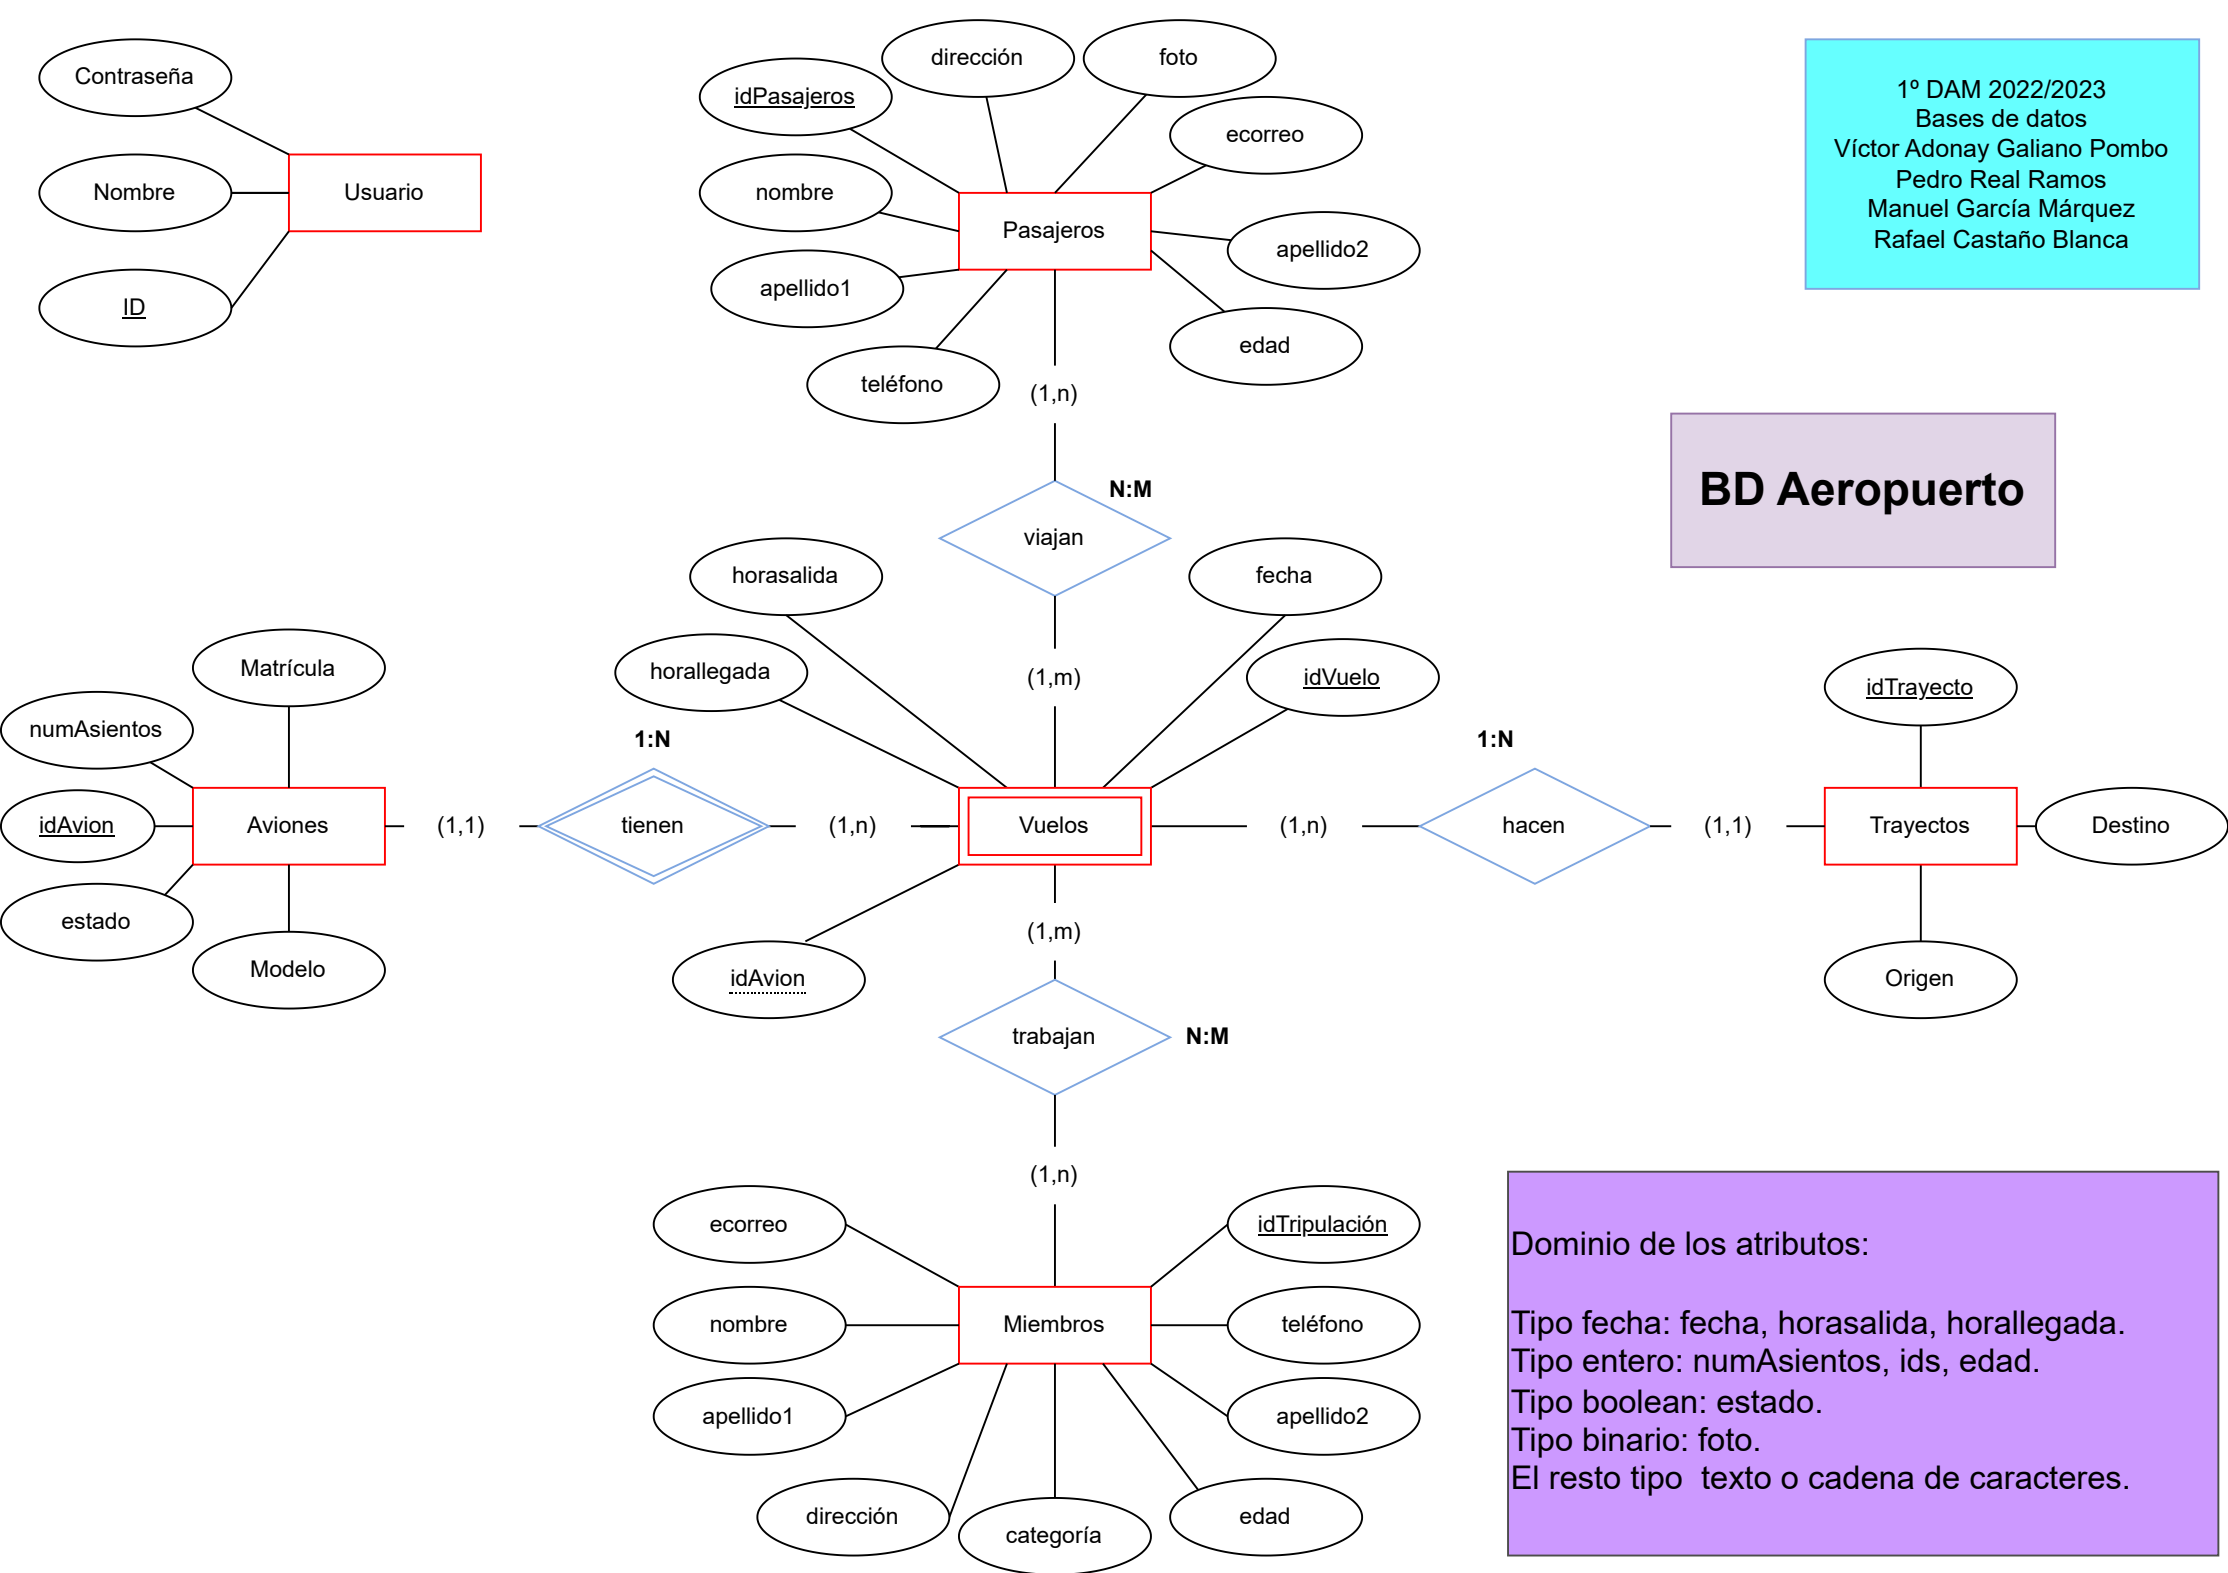 Contraseña
Nombre
ID
Usuario
dirección
foto
idPasajeros
ecorreo
nombre
Pasajeros
apellido2
apellido1
edad
teléfono
(1,n)
1º DAM 2022/2023
Bases de datos
Víctor Adonay Galiano Pombo
Pedro Real Ramos
Manuel García Márquez
Rafael Castaño Blanca
BD Aeropuerto
N:M
viajan
horasalida
fecha
horallegada
(1,m)
idVuelo
Matrícula
numAsientos
idAvion
Aviones
estado
Modelo
(1,1)
1:N
tienen
(1,n)
Vuelos
(1,n)
1:N
hacen
(1,1)
idTrayecto
Trayectos
Destino
Origen
idAvion
(1,m)
trabajan
N:M
(1,n)
ecorreo
idTripulación
nombre
Miembros
teléfono
apellido1
apellido2
dirección
categoría
edad
Dominio de los atributos:
Tipo fecha: fecha, horasalida, horallegada.
Tipo entero: numAsientos, ids, edad.
Tipo boolean: estado.
Tipo binario: foto.
El resto tipo  texto o cadena de caracteres.